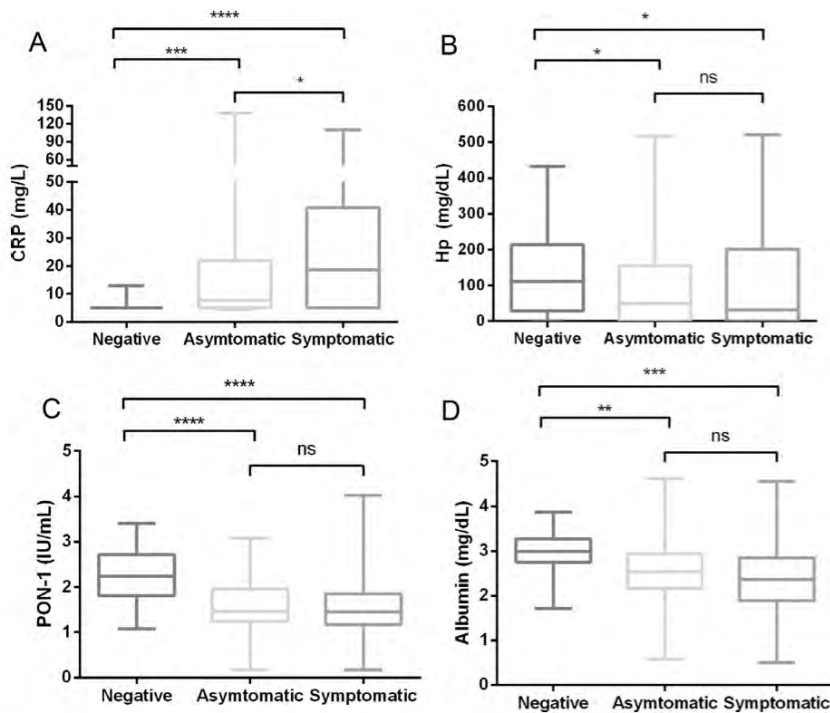 A
****
***
*
CRP (mg/L)
150
120
90
60
50
40
30
20
10
0
Negative Asymtomatic Symptomatic
B
*
*
ns
Hp (mg/dL)
600
500
400
300
200
100
0
Negative Asymtomatic Symptomatic
C
****
****
ns
PON-1 (IU/mL)
5
4
3
2
1
0
Negative Asymtomatic Symptomatic
D
***
**
ns
Albumin (mg/dL)
5
4
3
2
1
0
Negative Asymtomatic Symptomatic